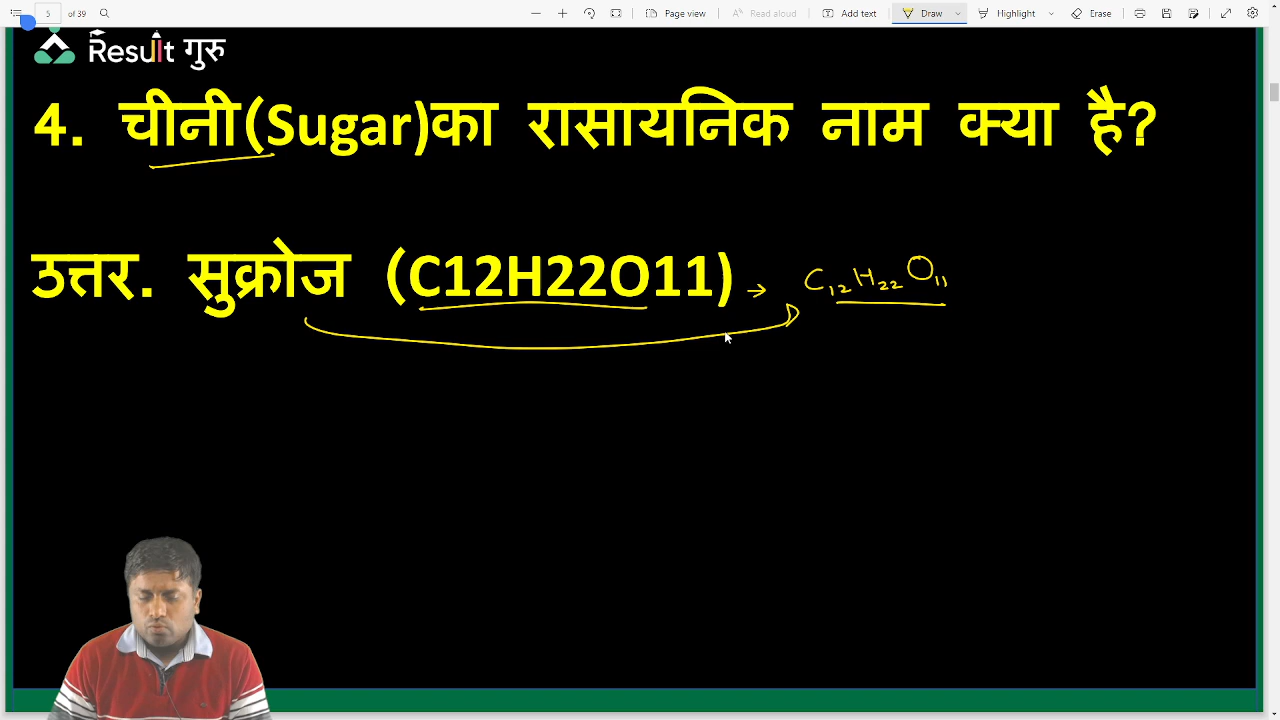 5 of 39 Page view Read aloud Add text Draw Highlight Erase
Result गुरु
4. चीनी(Sugar)का रासायनिक नाम क्या है?
उत्तर. सुक्रोज (C12H22O11) → C₁₂H₂₂O₁₁